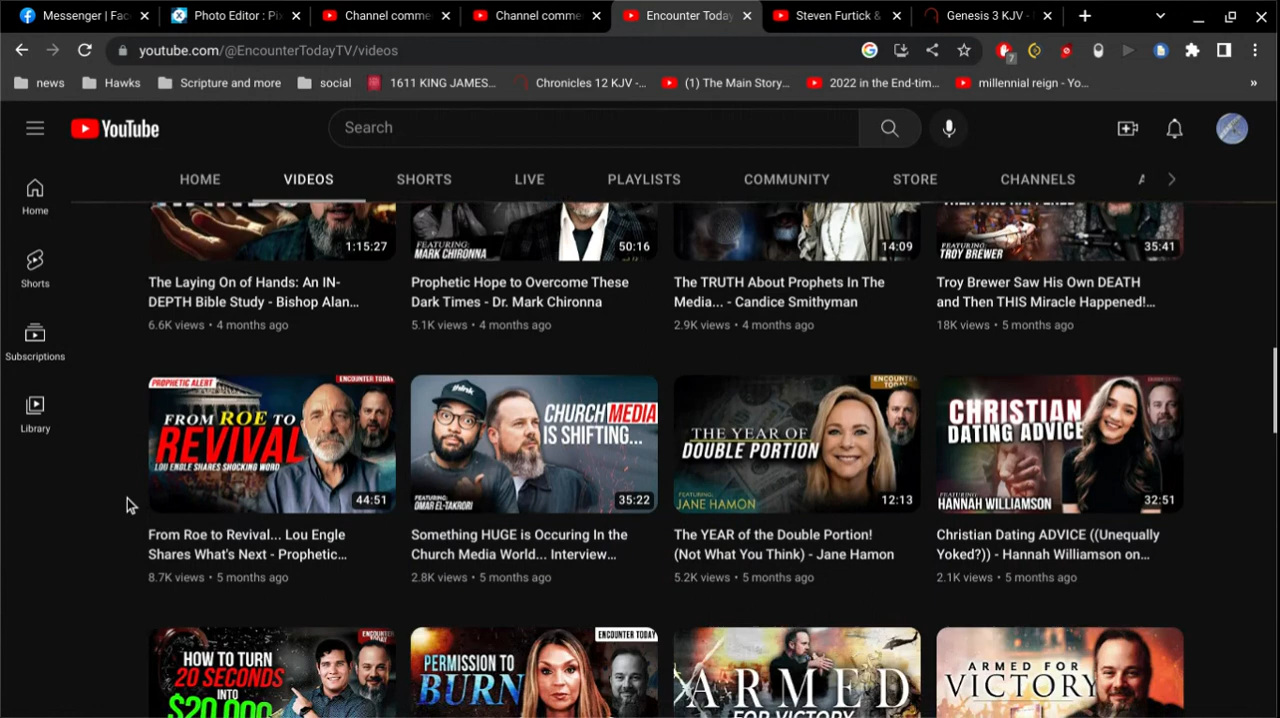 Messenger | Fac
Photo Editor : Pix
Channel comme
Channel comme
Encounter Toda
Steven Furtick &
Genesis 3 KJV -
youtube.com/@EncounterTodayTV/videos
7
news
Hawks
Scripture and more
social
1611 KING JAMES...
Chronicles 12 KJV -...
(1) The Main Story...
2022 in the End-tim...
millennial reign - Yo...
»
YouTube
Search
HOME
VIDEOS
SHORTS
LIVE
PLAYLISTS
COMMUNITY
STORE
CHANNELS
Home
Shorts
Subscriptions
Library
1:15:27
FEATURING:
MARK CHIRONNA
50:16
14:09
FEATURING:
TROY BREWER
35:41
The Laying On of Hands: An IN-
DEPTH Bible Study - Bishop Alan...
6.6K views • 4 months ago
Prophetic Hope to Overcome These
Dark Times - Dr. Mark Chironna
5.1K views • 4 months ago
The TRUTH About Prophets In The
Media... - Candice Smithyman
2.9K views • 4 months ago
Troy Brewer Saw His Own DEATH
and Then THIS Miracle Happened!...
18K views • 5 months ago
PROPHETIC ALERT
ENCOUNTER TODAY
FROM ROE TO
REVIVAL
LOU ENGLE SHARES SHOCKING WORD
44:51
think
CHURCH MEDIA
IS SHIFTING...
FEATURING:
OMAR EL-TAKRORI
35:22
ENCOUNTER
TODAY
THE YEAR OF
DOUBLE PORTION
FEATURING:
JANE HAMON
12:13
CHRISTIAN
DATING ADVICE
FEATURING:
HANNAH WILLIAMSON
32:51
From Roe to Revival... Lou Engle
Shares What's Next - Prophetic...
8.7K views • 5 months ago
Something HUGE is Occuring In the
Church Media World... Interview...
2.8K views • 5 months ago
The YEAR of the Double Portion!
(Not What You Think) - Jane Hamon
5.2K views • 5 months ago
Christian Dating ADVICE ((Unequally
Yoked?)) - Hannah Williamson on...
2.1K views • 5 months ago
ENCOUNTER
TODAY
HOW TO TURN
20 SECONDS
INTO
$20,000
ENCOUNTER TODAY
PERMISSION TO
BURN
ARMED
FOR VICTORY
ARMED FOR
VICTORY